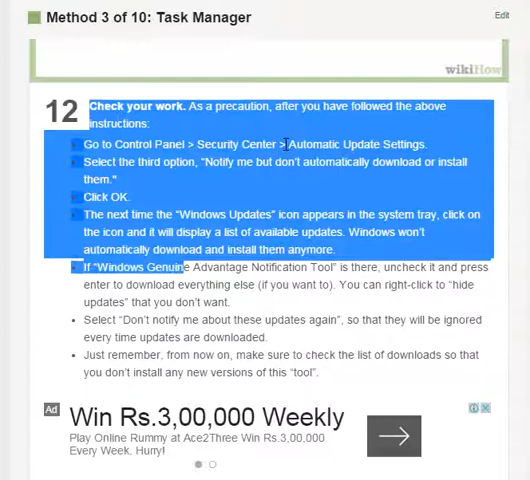 Method 3 of 10: Task Manager
Edit
wikiHow
12 Check your work. As a precaution, after you have followed the above
instructions:
Go to Control Panel > Security Center > Automatic Update Settings.
Select the third option, "Notify me but don't automatically download or install
them."
Click OK.
The next time the "Windows Updates" icon appears in the system tray, click on
the icon and it will display a list of available updates. Windows won't
automatically download and install them anymore.
If "Windows Genuine Advantage Notification Tool" is there, uncheck it and press
enter to download everything else (if you want to). You can right-click to "hide
updates" that you don't want.
Select "Don't notify me about these updates again", so that they will be ignored
every time updates are downloaded.
Just remember, from now on, make sure to check the list of downloads so that
you don't install any new versions of this "tool".
Ad
Win Rs.3,00,000 Weekly
Play Online Rummy at Ace2Three Win Rs.3,00,000
Every Week. Hurry!